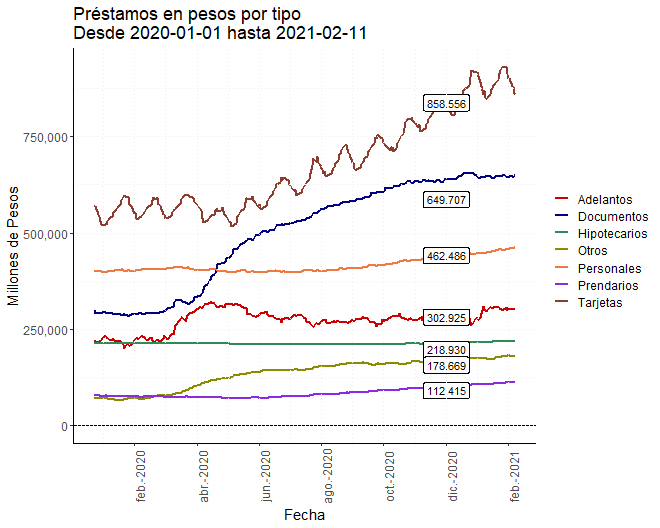 Préstamos en pesos por tipo
Desde 2020-01-01 hasta 2021-02-11
Millones de Pesos
750,000
500,000
250,000
0
858.556
649.707
462.486
302.925
218.930
178.669
112.415
feb.-2020
abr.-2020
jun.-2020
ago.-2020
oct.-2020
dic.-2020
feb.-2021
Fecha
Adelantos
Documentos
Hipotecarios
Otros
Personales
Prendarios
Tarjetas